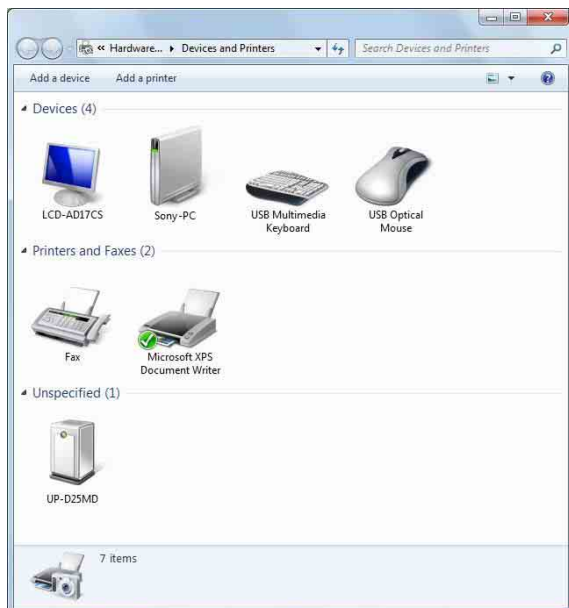 « Hardware... ▸ Devices and Printers
Search Devices and Printers
Add a device Add a printer
Devices (4)
LCD-AD17CS
Sony-PC
USB Multimedia
Keyboard
USB Optical
Mouse
Printers and Faxes (2)
Fax
Microsoft XPS
Document Writer
Unspecified (1)
UP-D25MD
7 items